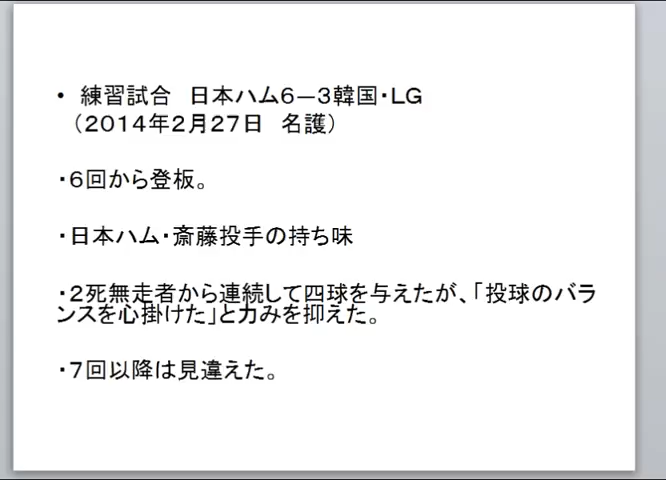 ・ 練習試合　日本ハム６－３韓国・LG
（２０１４年２月２７日　名護）
・６回から登板。
・日本ハム・斎藤投手の持ち味
・２死無走者から連続して四球を与えたが、「投球のバラ
ンスを心掛けた」と力みを抑えた。
・７回以降は見違えた。